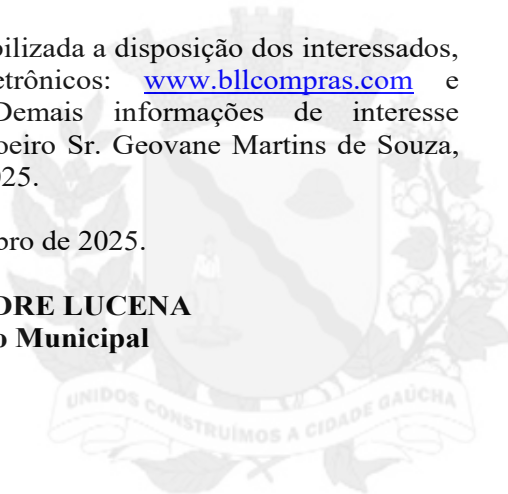 bilizada a disposição dos interessados,
etrônicos: www.bllcompras.com e
Demais informações de interesse
oeiro Sr. Geovane Martins de Souza,
025.
bro de 2025.
DRE LUCENA
o Municipal
UNIDOS CONSTRUÍMOS A CIDADE GAÚCHA